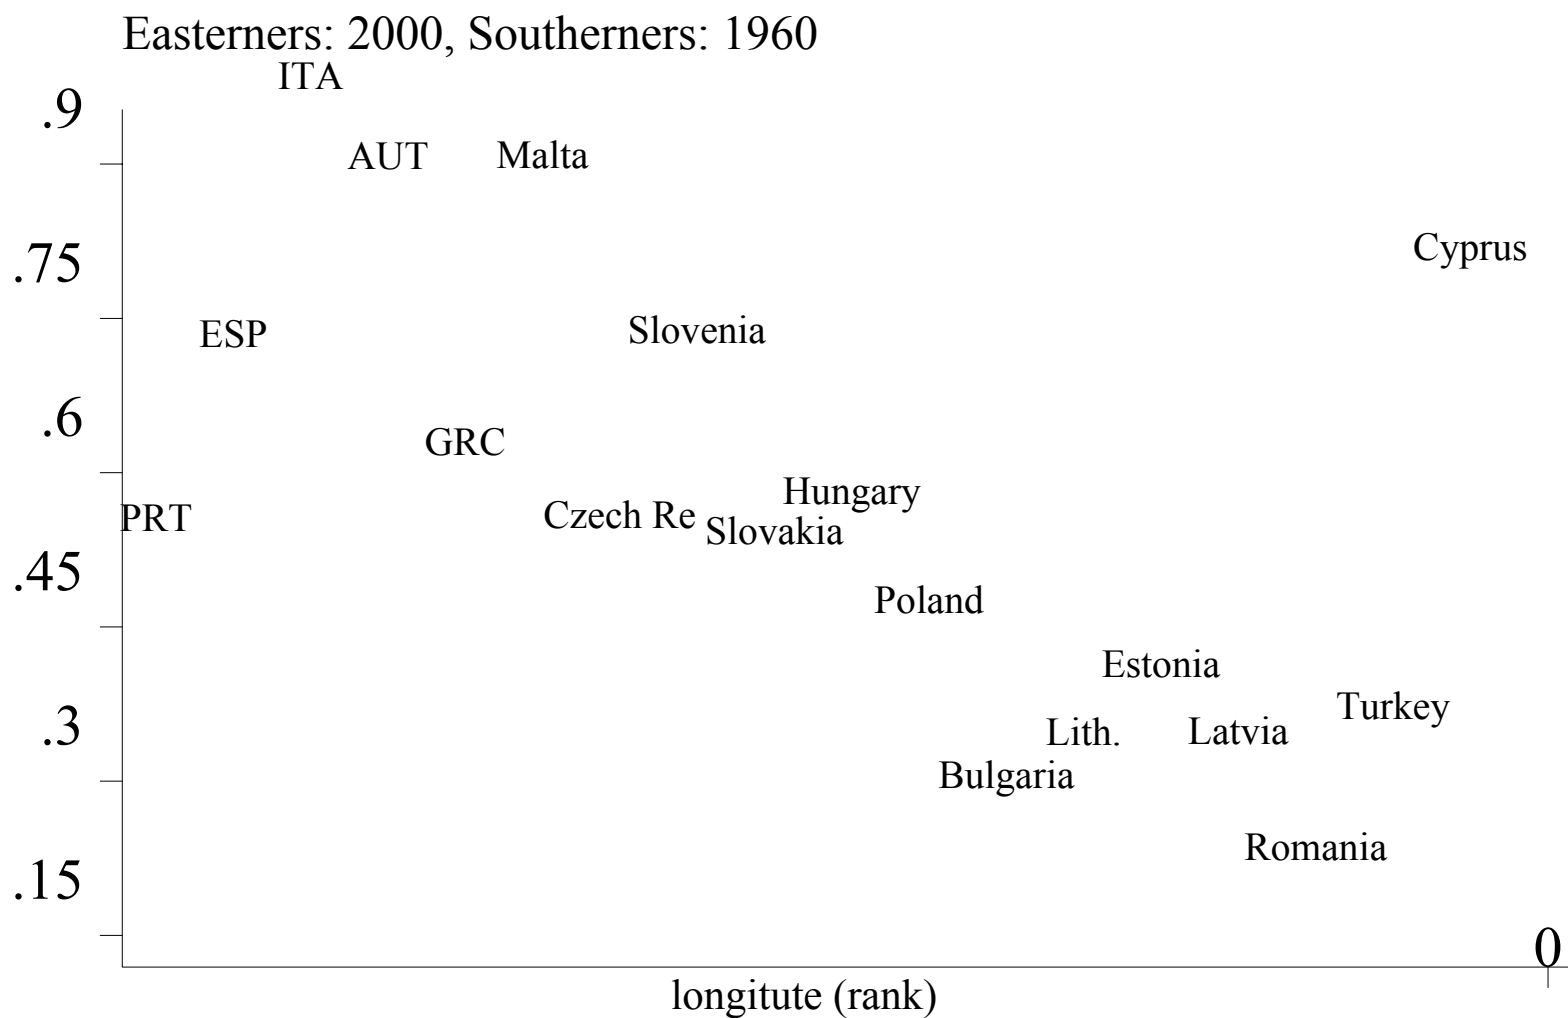 Easterners: 2000, Southerners: 1960
ITA
.9
AUT Malta
Cyprus
.75
ESP Slovenia
.6
GRC
Hungary
PRT Czech Re Slovakia
.45
Poland
Estonia
Turkey
.3 Lith. Latvia
Bulgaria
Romania
.15
0
longitute (rank)